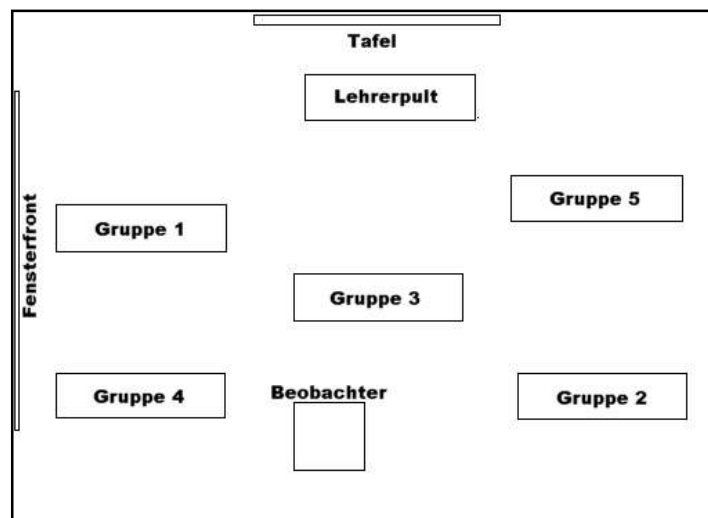 Tafel
Lehrerpult
Fensterfront
Gruppe 5
Gruppe 1
Gruppe 3
Gruppe 4
Beobachter
Gruppe 2